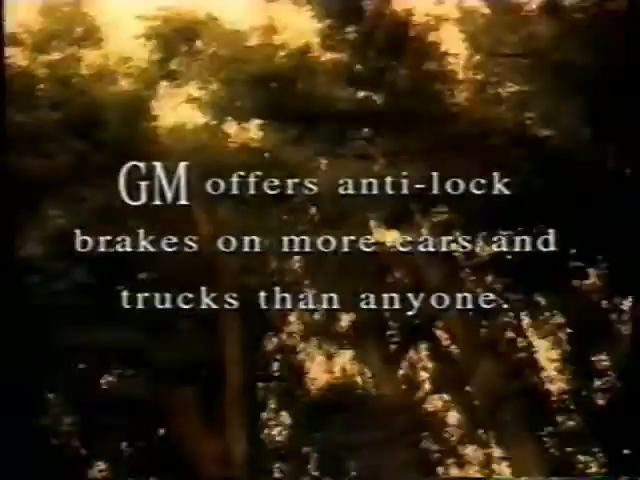 GM offers anti-lock
brakes on more cars and
trucks than anyone.